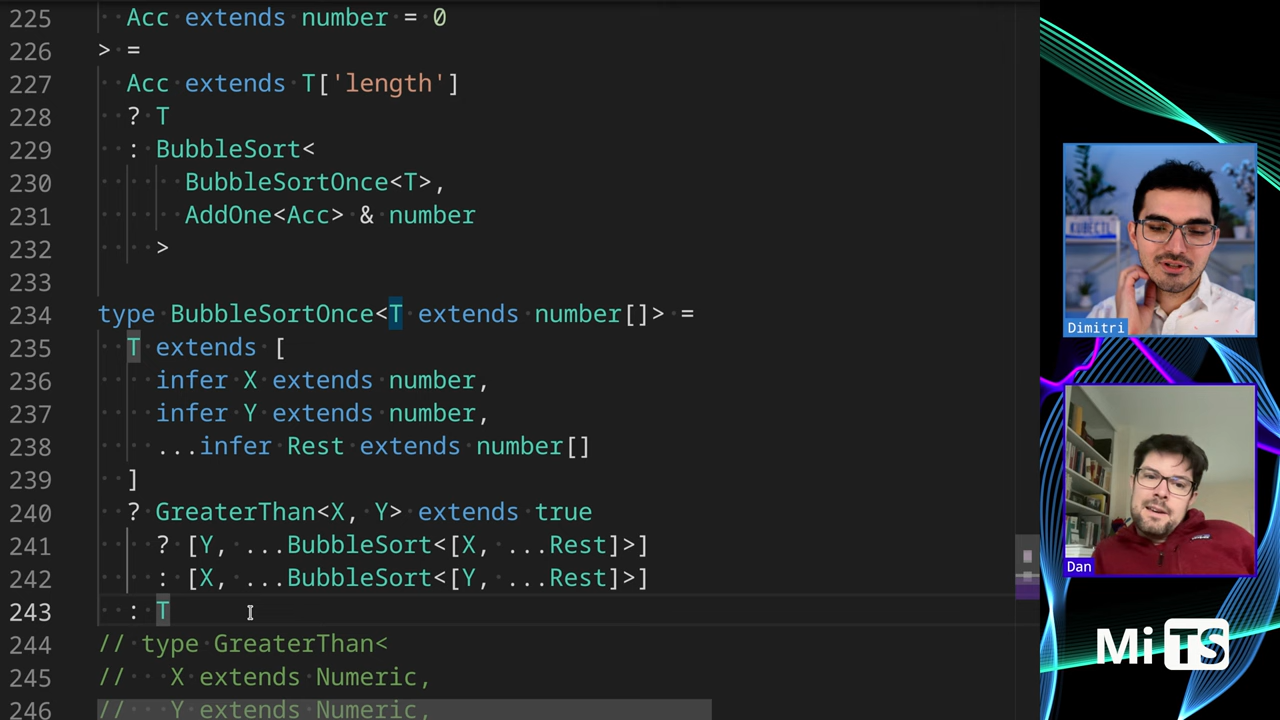 225 Acc extends number = 0
226 > =
227 Acc extends T['length']
228 ? T
229 : BubbleSort<
230 BubbleSortOnce<T>,
231 AddOne<Acc> & number
232 >
233
234 type BubbleSortOnce<T extends number[]> =
235 T extends [
236 infer X extends number,
237 infer Y extends number,
238 ...infer Rest extends number[]
239 ]
240 ? GreaterThan<X, Y> extends true
241 ? [Y, ...BubbleSort<[X, ...Rest]>]
242 : [X, ...BubbleSort<[Y, ...Rest]>]
243 : T
244 // type GreaterThan<
245 // X extends Numeric,
246 // Y extends Numeric,
KUBECTL
Dimitri
Dan
MiTS